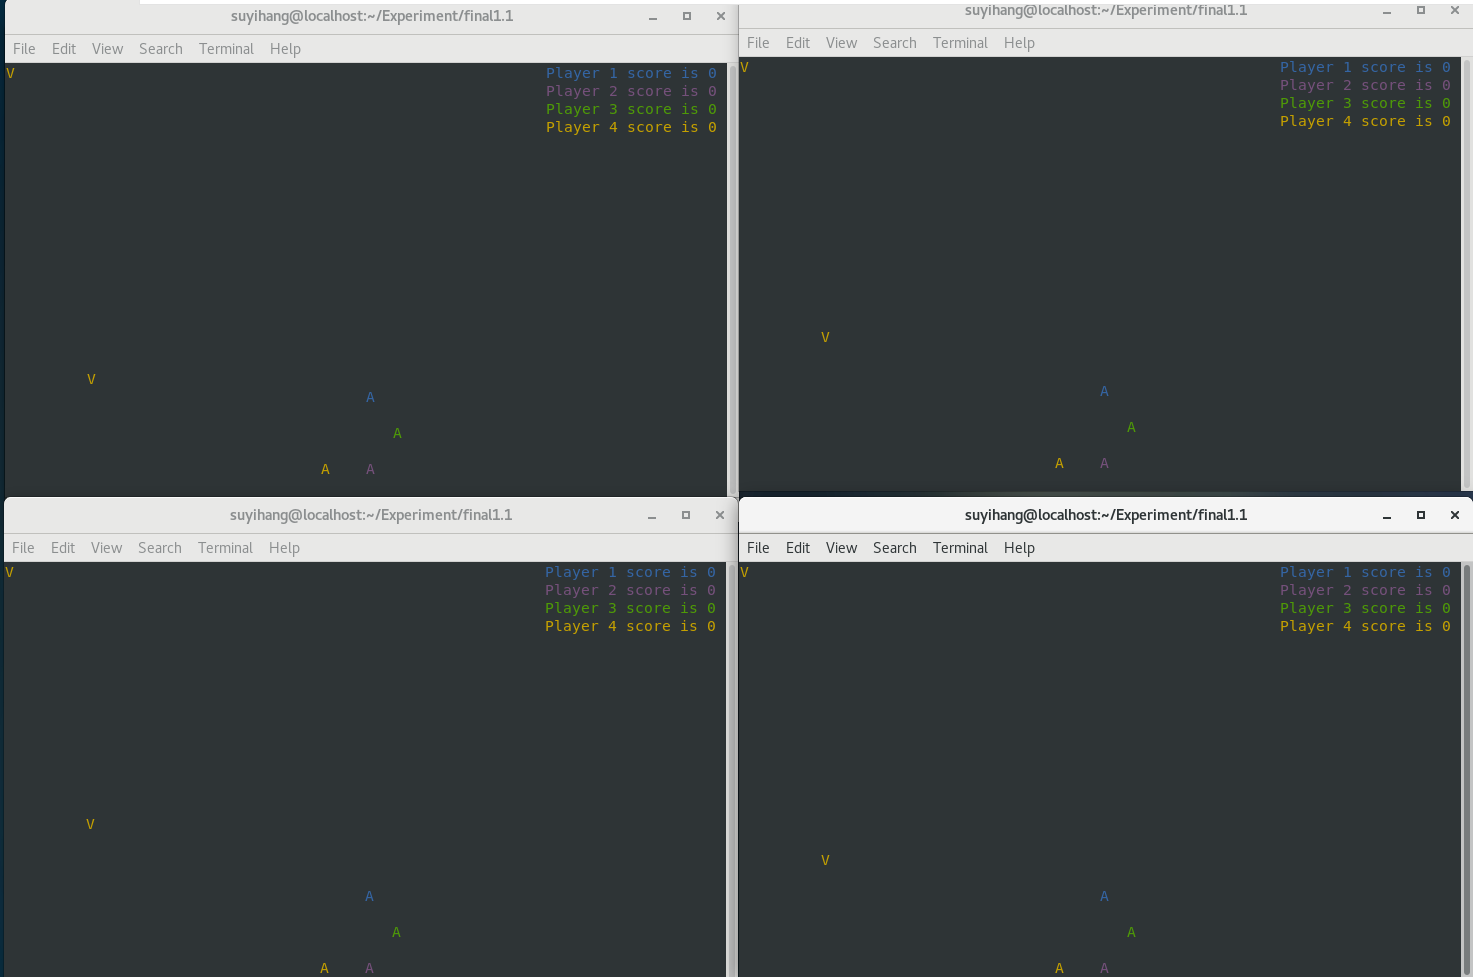 suyihang@localhost:~/Experiment/final1.1
File Edit View Search Terminal Help
V Player 1 score is 0
Player 2 score is 0
Player 3 score is 0
Player 4 score is 0
V
A
A
A A
suyihang@localhost:~/Experiment/final1.1
File Edit View Search Terminal Help
V Player 1 score is 0
Player 2 score is 0
Player 3 score is 0
Player 4 score is 0
V
A
A
A A
suyihang@localhost:~/Experiment/final1.1
File Edit View Search Terminal Help
V Player 1 score is 0
Player 2 score is 0
Player 3 score is 0
Player 4 score is 0
V
A
A
A A
suyihang@localhost:~/Experiment/final1.1
File Edit View Search Terminal Help
V Player 1 score is 0
Player 2 score is 0
Player 3 score is 0
Player 4 score is 0
V
A
A
A A